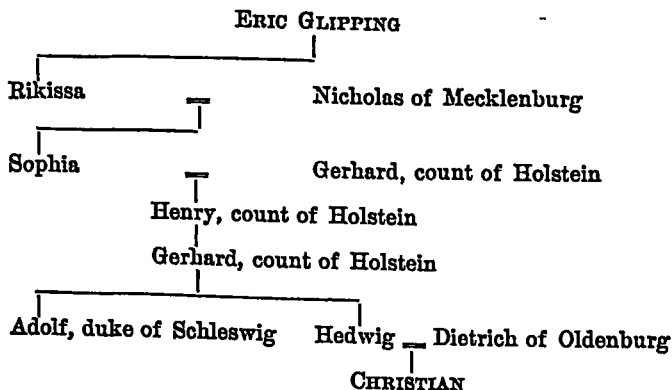 ERIC GLIPPING
Rikissa Nicholas of Mecklenburg
Sophia Gerhard, count of Holstein
Henry, count of Holstein
Gerhard, count of Holstein
Adolf, duke of Schleswig Hedwig Dietrich of Oldenburg
CHRISTIAN